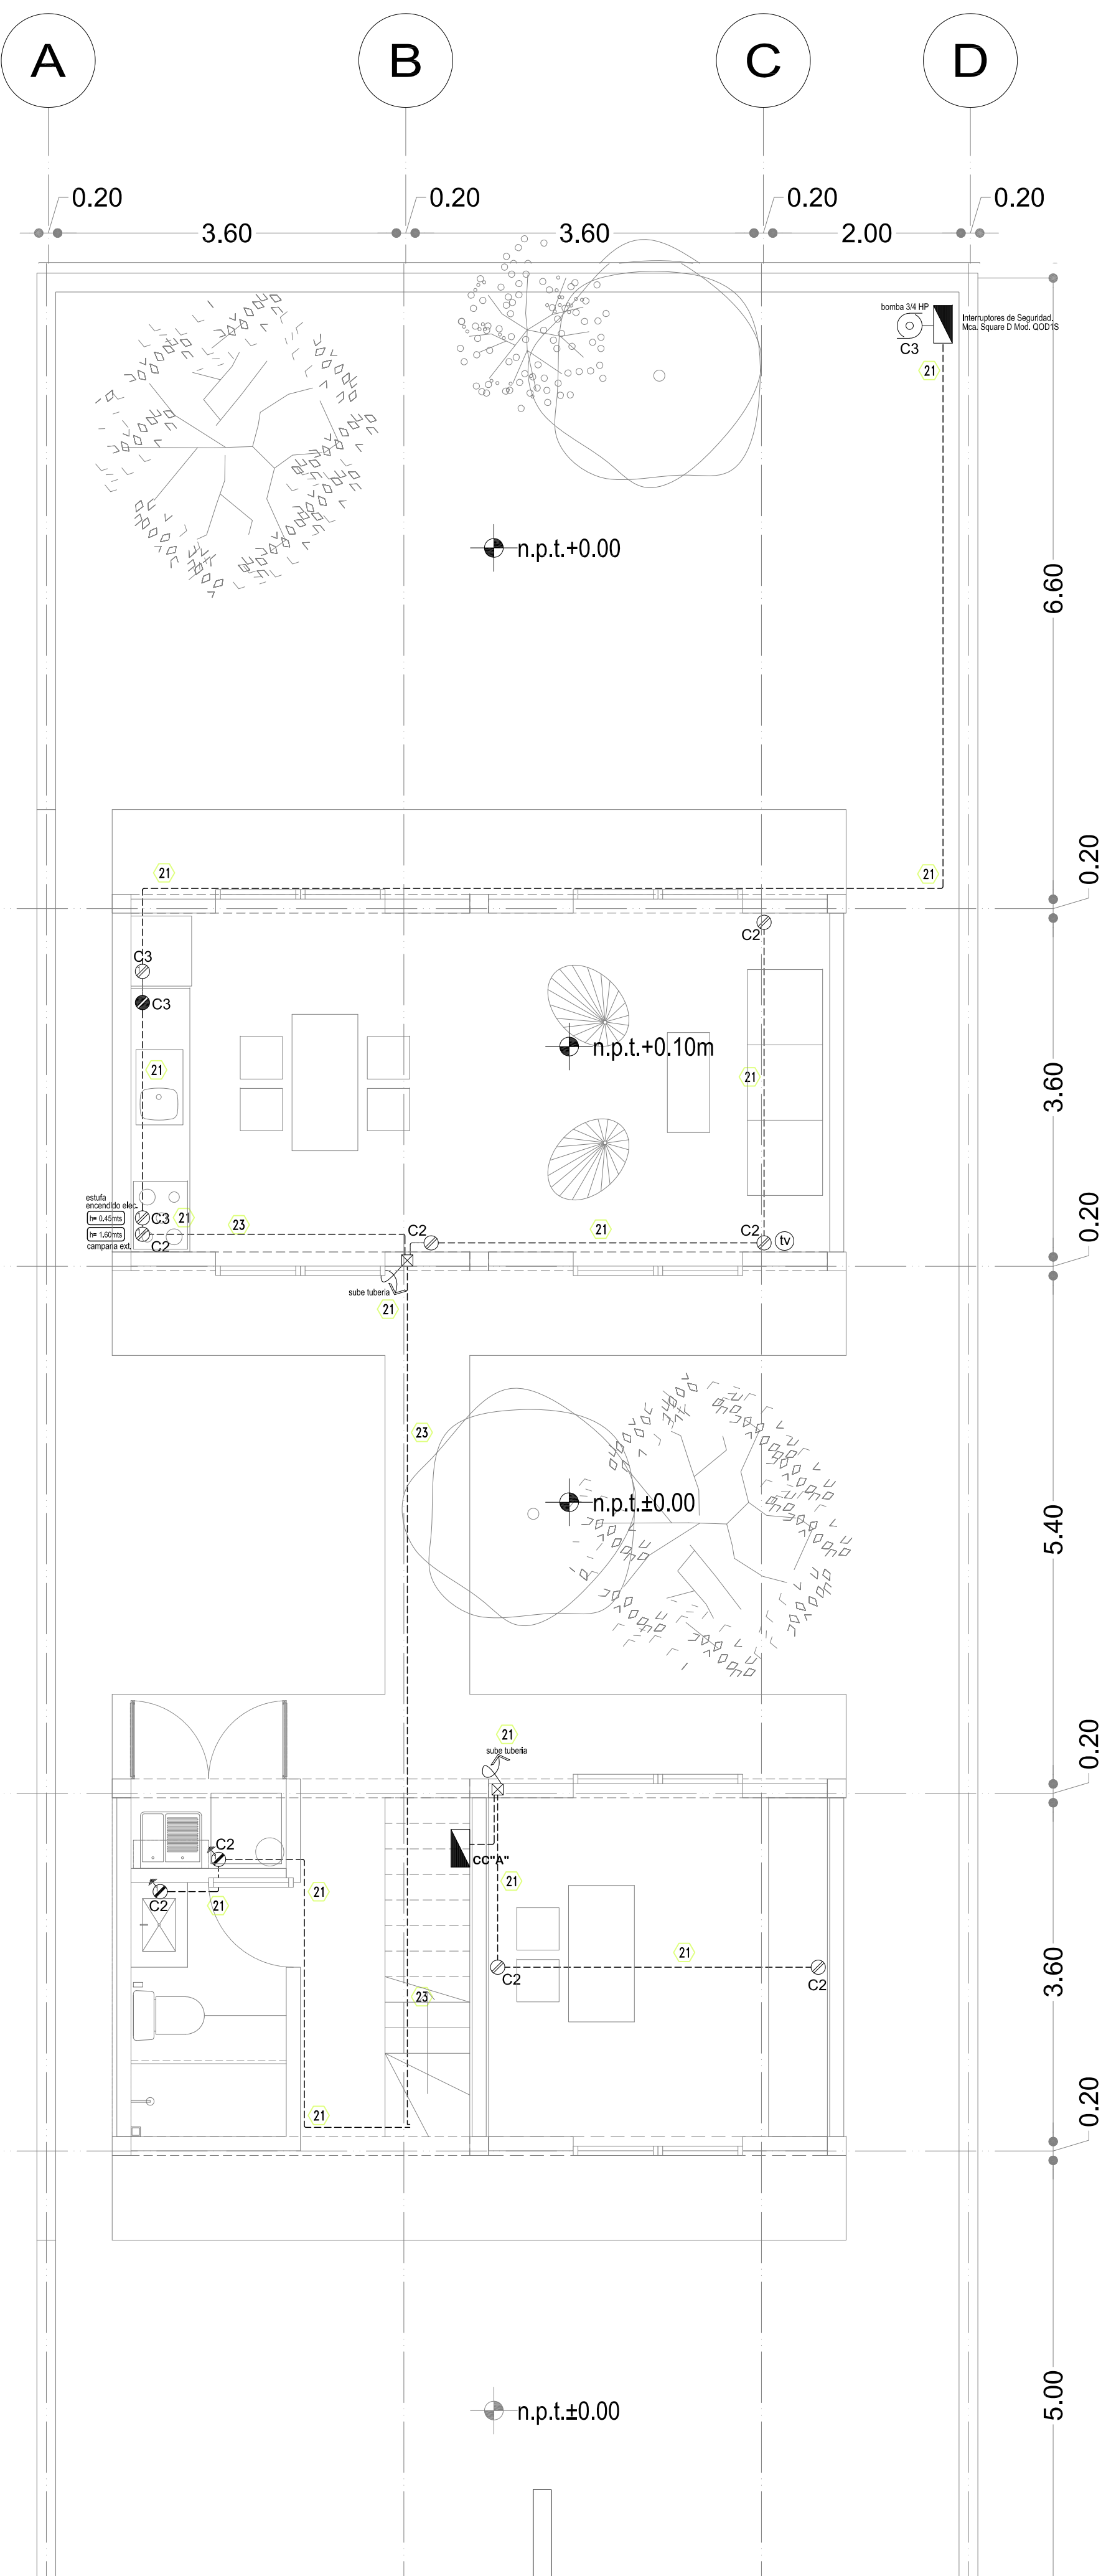 A B C D
0.20 0.20 0.20 0.20
3.60 3.60 2.00
bomba 3/4 HP
Interruptores de Seguridad,
Mca. Square D Mod. QOD1S
C3
21
n.p.t.+0.00
6.60
0.20
21 21
C2
C3
C3
n.p.t.+0.10m
21
21
3.60
estufa
encendido elec.
h= 0.45mts
C3
21
h= 1.60mts
campana ext.
C2
23
C2
21
C2
tv
0.20
sube tuberia
21
23
n.p.t.±0.00
5.40
21
sube tuberia
0.20
C2
CC"A"
21
21
C2
21
21
C2
C2
23
3.60
21
0.20
n.p.t.±0.00
5.00